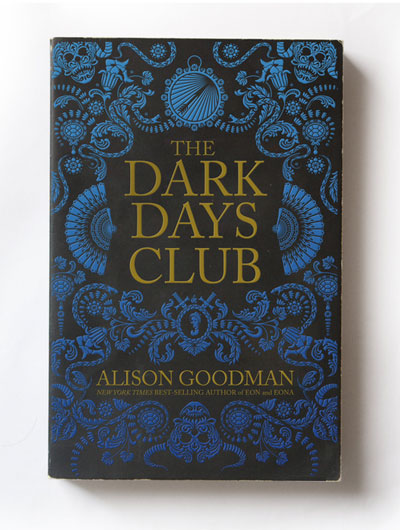 THE
DARK
DAYS
CLUB
ALISON GOODMAN
NEW YORK TIMES BEST-SELLING AUTHOR OF EON and EONA